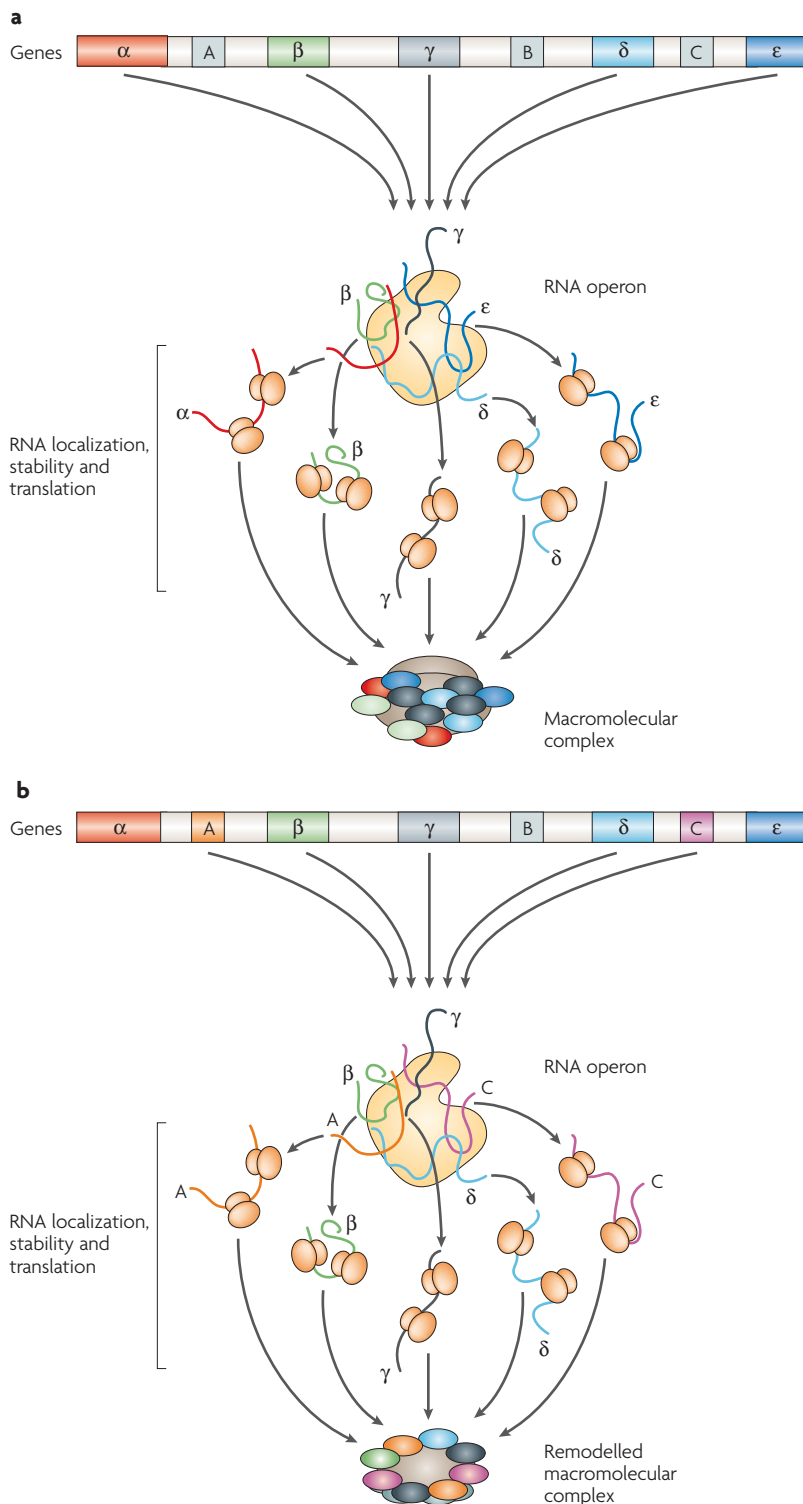 a
Genes α A β γ B δ C ε
γ
β
RNA operon
ε
α
δ
ε
RNA localization,
stability and
translation
β
δ
γ
Macromolecular
complex
b
Genes α A β γ B δ C ε
γ
RNA operon
β
C
A
A
δ
C
RNA localization,
stability and
translation
β
δ
γ
Remodelled
macromolecular
complex